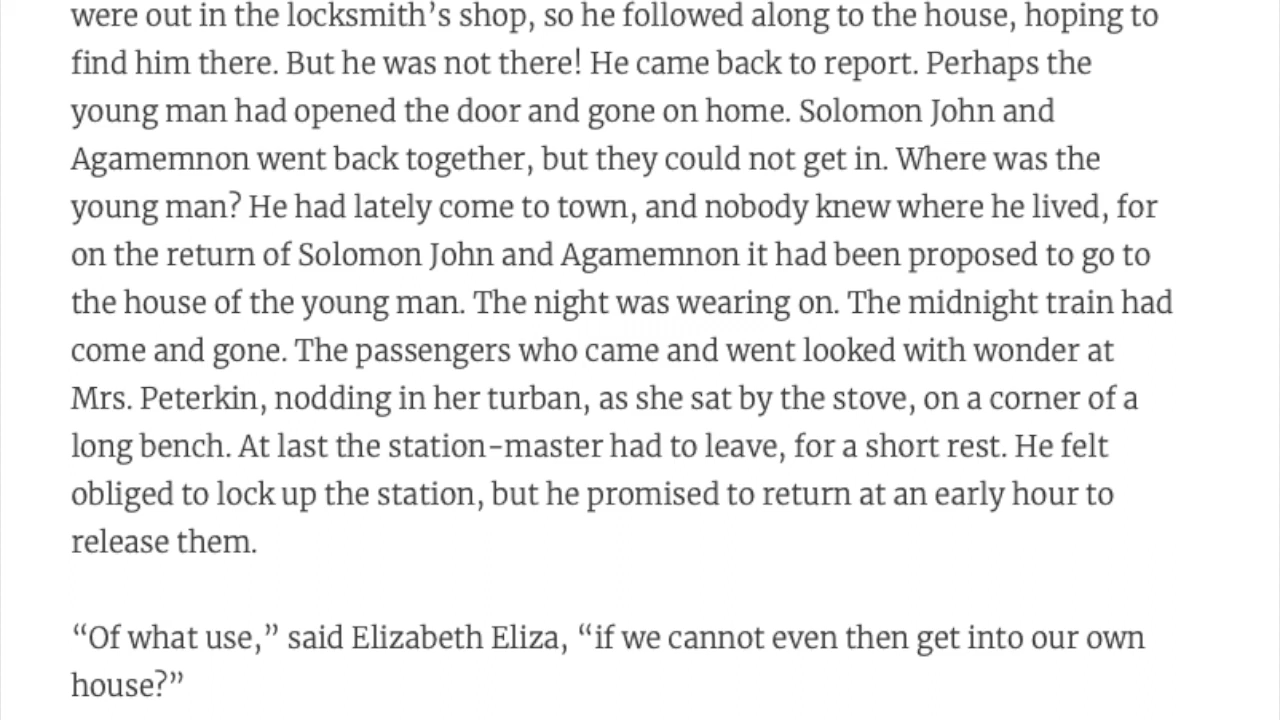 were out in the locksmith’s shop, so he followed along to the house, hoping to
find him there. But he was not there! He came back to report. Perhaps the
young man had opened the door and gone on home. Solomon John and
Agamemnon went back together, but they could not get in. Where was the
young man? He had lately come to town, and nobody knew where he lived, for
on the return of Solomon John and Agamemnon it had been proposed to go to
the house of the young man. The night was wearing on. The midnight train had
come and gone. The passengers who came and went looked with wonder at
Mrs. Peterkin, nodding in her turban, as she sat by the stove, on a corner of a
long bench. At last the station-master had to leave, for a short rest. He felt
obliged to lock up the station, but he promised to return at an early hour to
release them.
“Of what use,” said Elizabeth Eliza, “if we cannot even then get into our own
house?”